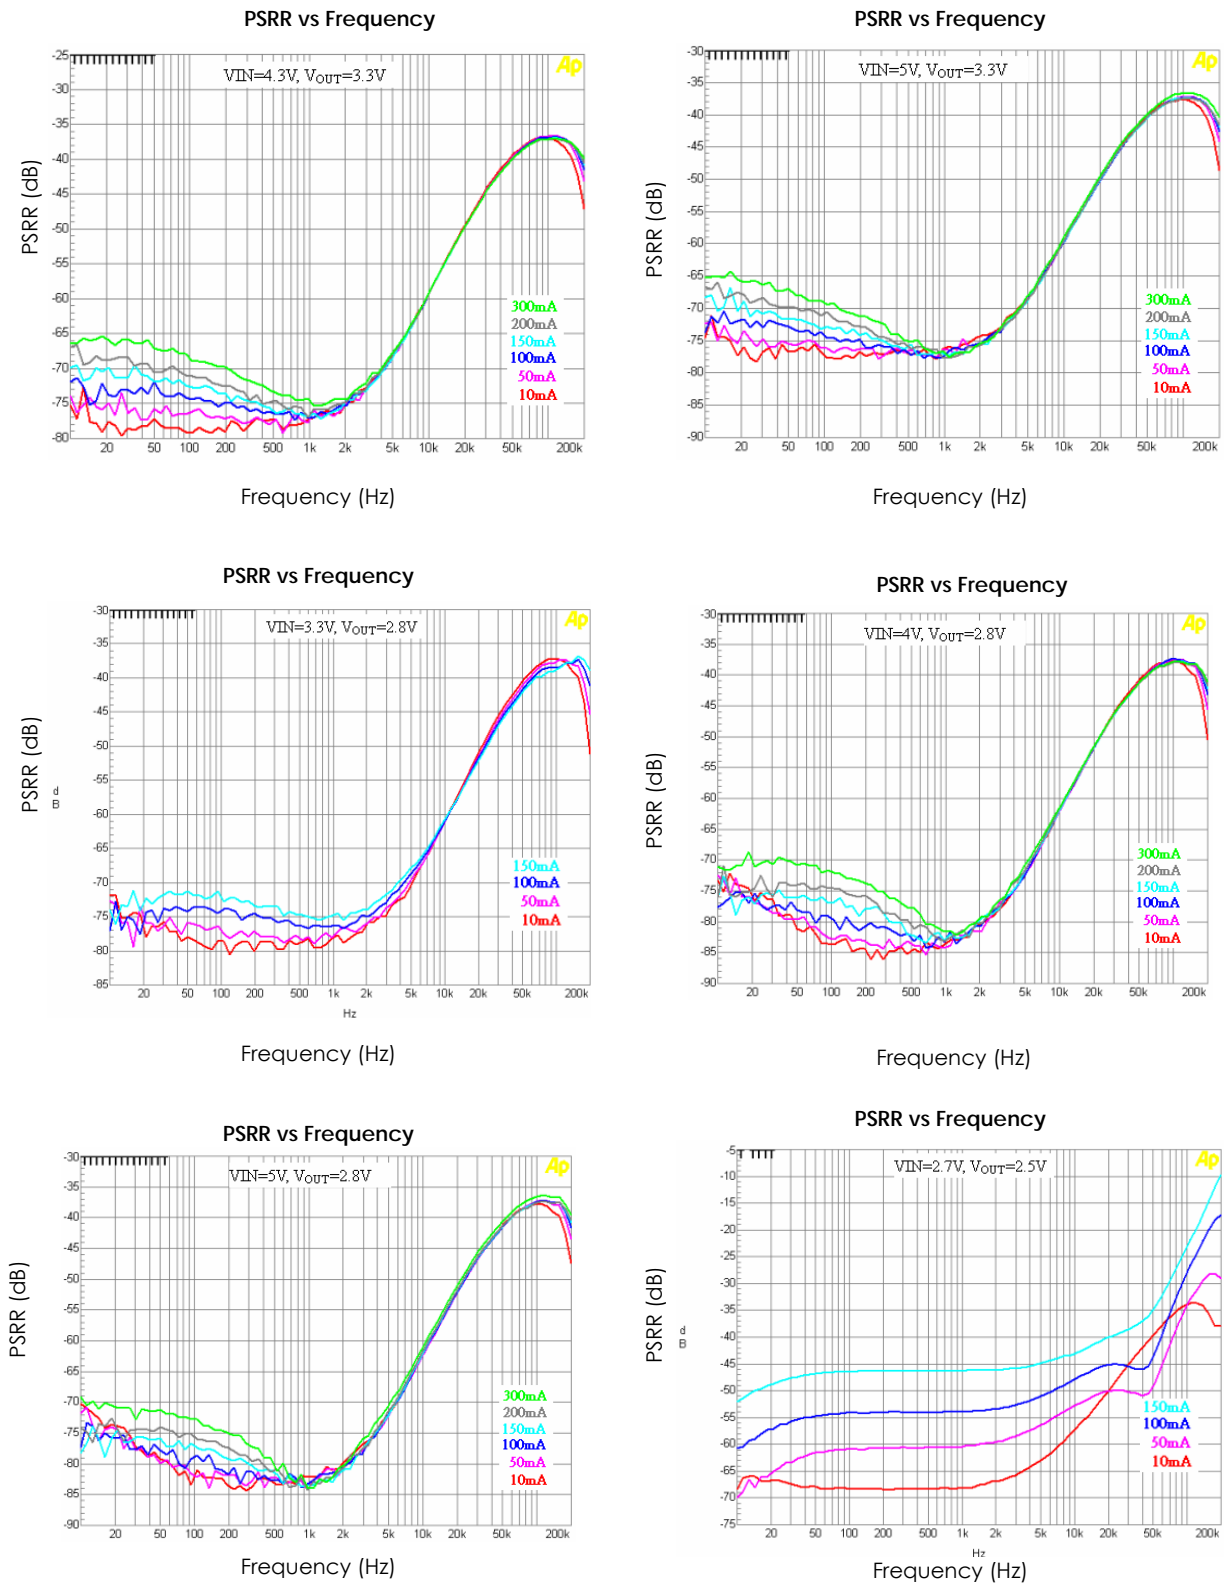 PSRR vs Frequency
VIN=4.3V, VOUT=3.3V
Ap
PSRR (dB)
-25
-30
-35
-40
-45
-50
-55
-60
-65
-70
-75
-80
300mA
200mA
150mA
100mA
50mA
10mA
20 50 100 200 500 1k 2k 5k 10k 20k 50k 100k 200k
Frequency (Hz)
PSRR vs Frequency
VIN=5V, VOUT=3.3V
Ap
PSRR (dB)
-30
-35
-40
-45
-50
-55
-60
-65
-70
-75
-80
-85
-90
300mA
200mA
150mA
100mA
50mA
10mA
20 50 100 200 500 1k 2k 5k 10k 20k 50k 100k 200k
Frequency (Hz)
PSRR vs Frequency
VIN=3.3V, VOUT=2.8V
Ap
PSRR (dB)
d
B
-30
-35
-40
-45
-50
-55
-60
-65
-70
-75
-80
-85
150mA
100mA
50mA
10mA
20 50 100 200 500 1k 2k 5k 10k 20k 50k 100k 200k
Hz
Frequency (Hz)
PSRR vs Frequency
VIN=4V, VOUT=2.8V
Ap
PSRR (dB)
-30
-35
-40
-45
-50
-55
-60
-65
-70
-75
-80
-85
-90
300mA
200mA
150mA
100mA
50mA
10mA
20 50 100 200 500 1k 2k 5k 10k 20k 50k 100k 200k
Frequency (Hz)
PSRR vs Frequency
VIN=5V, VOUT=2.8V
Ap
PSRR (dB)
-30
-35
-40
-45
-50
-55
-60
-65
-70
-75
-80
-85
-90
300mA
200mA
150mA
100mA
50mA
10mA
20 50 100 200 500 1k 2k 5k 10k 20k 50k 100k 200k
Frequency (Hz)
PSRR vs Frequency
VIN=2.7V, VOUT=2.5V
Ap
PSRR (dB)
d
B
-5
-10
-15
-20
-25
-30
-35
-40
-45
-50
-55
-60
-65
-70
-75
150mA
100mA
50mA
10mA
20 50 100 200 500 1k 2k 5k 10k 20k 50k 100k 200k
Hz
Frequency (Hz)